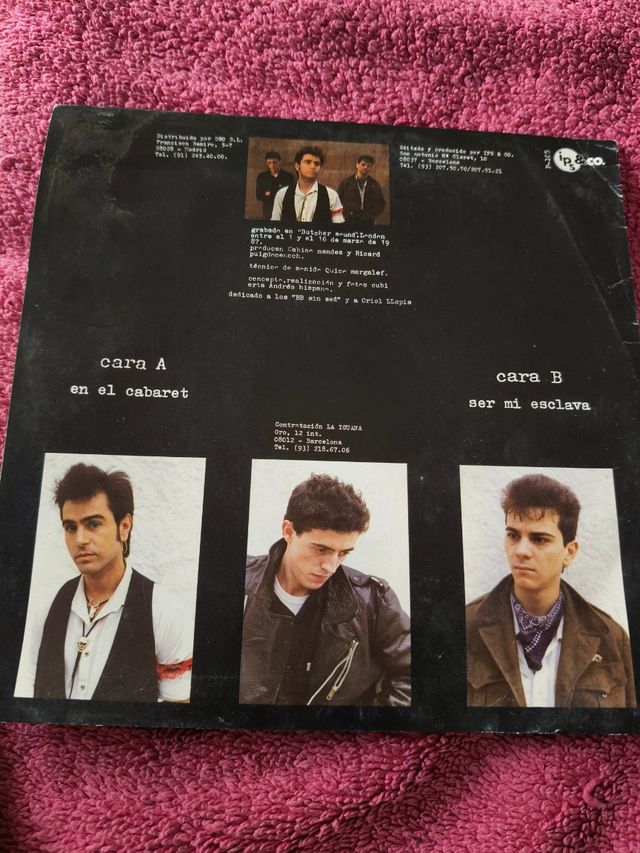 Distribuido por DRO S.L.
Francisco Remiro, 5-7
28028 - Madrid
Tel. (91) 245.60.00.
Editado y producido por IPS & CO.
San Antonio Mª Claret, 10
08037 - Barcelona
Tel. (93) 207.50.70/207.51.21
IPS & CO.
grabado en "Butcher sound".London
entre el 1 y el 16 de marzo de 19
87.
producen Sabino mendez y Ricard
puigdomenech.
técnico de sonido Quico margalef.
concepto,realización y fotos cubi
erta Andrés hispano.
dedicado a los "BB sin sed" y a Oriol LLopis
cara A
en el cabaret
cara B
ser mi esclava
Contratación LA IGUANA
Oro, 12 int.
08012 - Barcelona
Tel. (93) 218.67.06